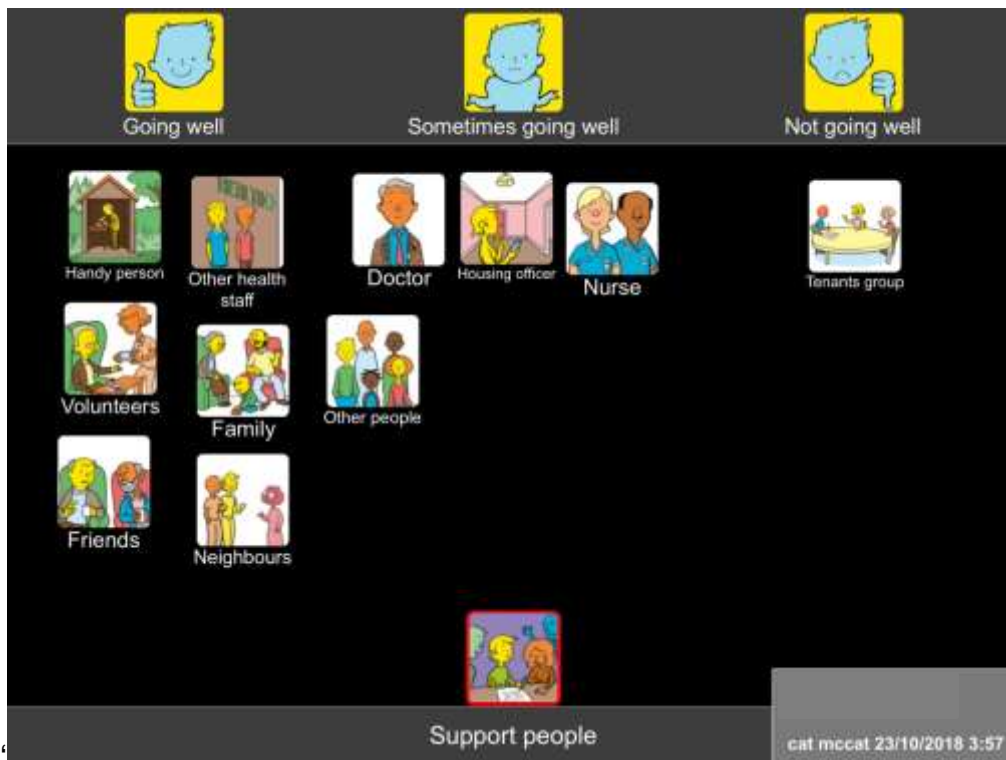 Going well
Sometimes going well
Not going well
Handy person
Other health
staff
Doctor
Housing officer
Nurse
Tenants group
Volunteers
Family
Other people
Friends
Neighbours
Support people
cat mccat 23/10/2018 3:57
‘